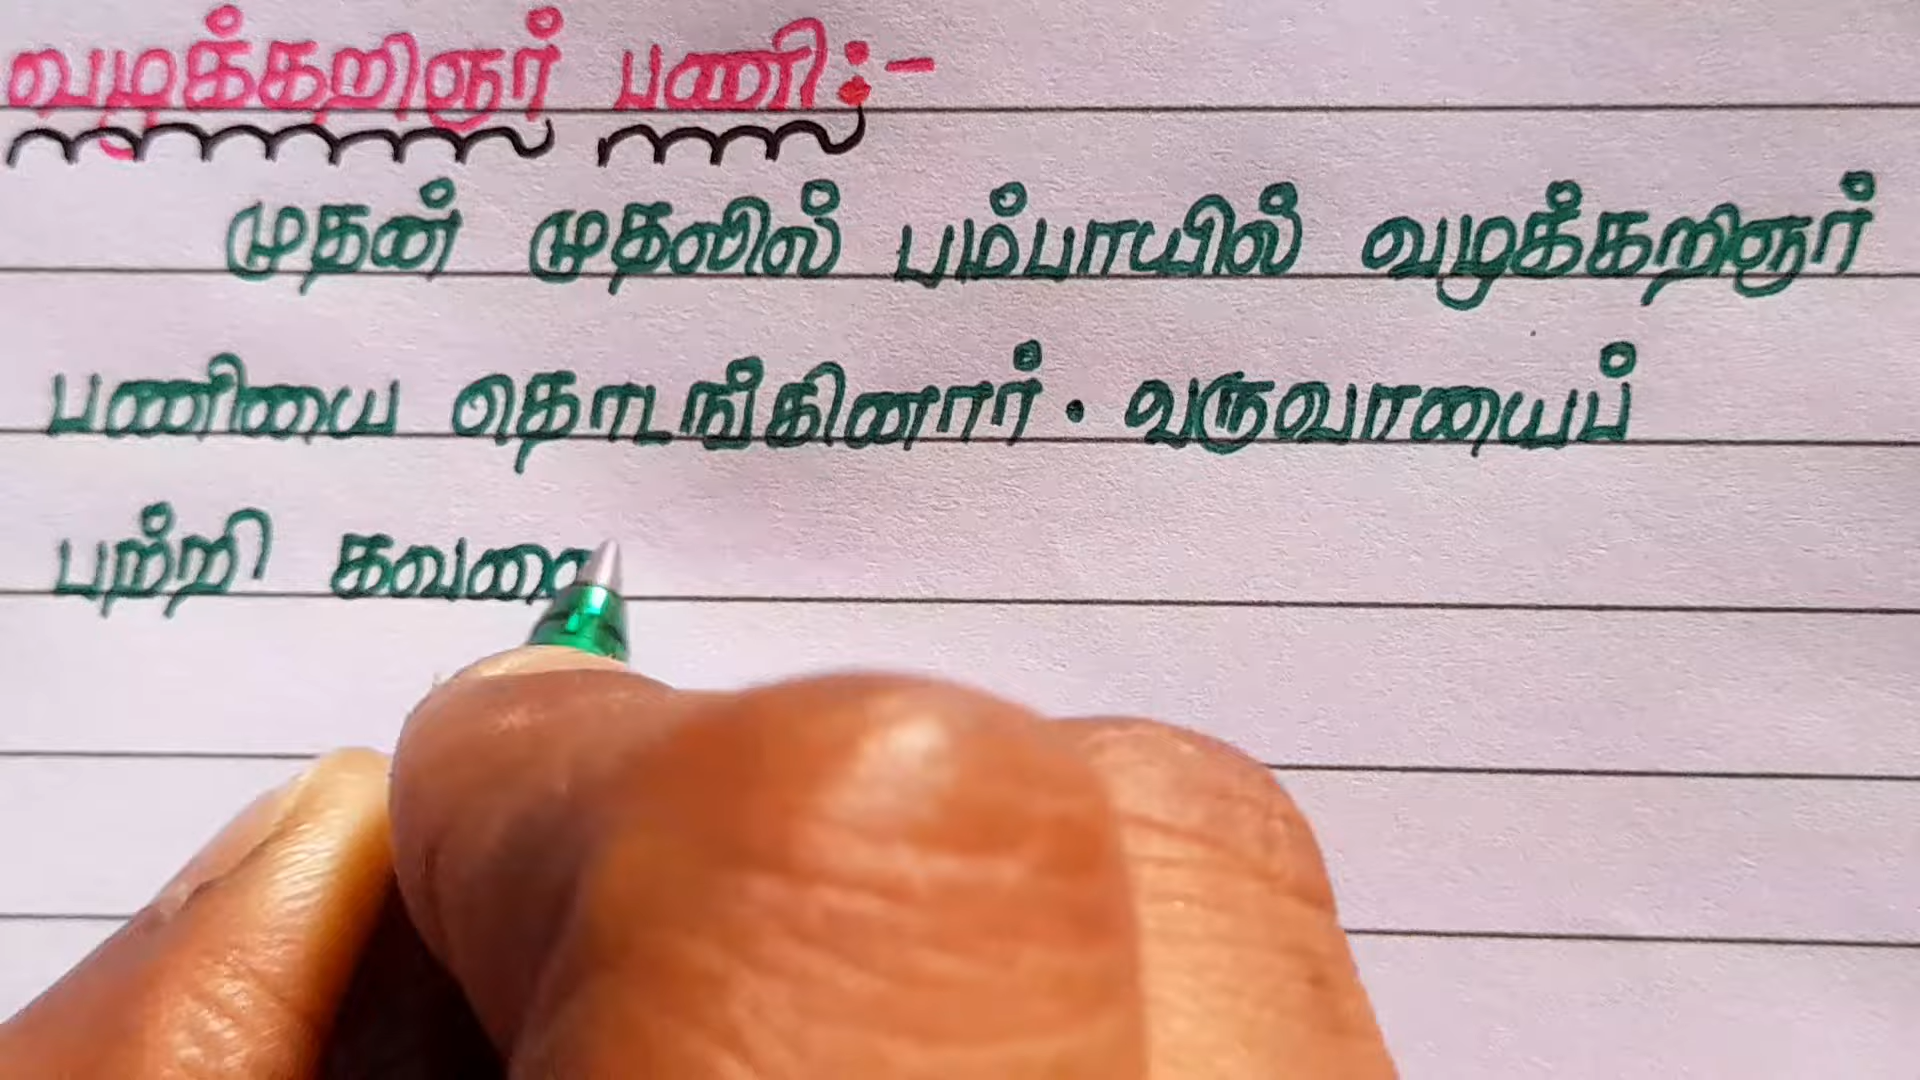 வழக்கறிஞர் பணி :-
முதன் முதலில் பம்பாயில் வழக்கறிஞர்
பணியை தொடங்கினார். வருவாயைப்
பற்றி